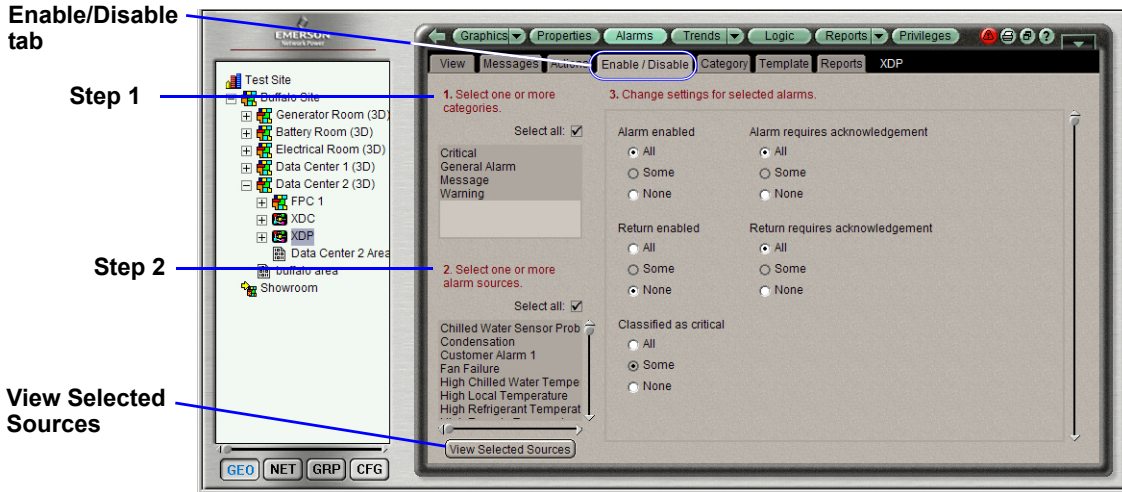 Enable/Disable
tab
Step 1
Step 2
View Selected
Sources
EMERSON
Network Power
Graphics Properties Alarms Trends Logic Reports Privileges
View Messages Actions Enable / Disable Category Template Reports XDP
Test Site
Buffalo Site
Generator Room (3D)
Battery Room (3D)
Electrical Room (3D)
Data Center 1 (3D)
Data Center 2 (3D)
FPC 1
XDC
XDP
Data Center 2 Area
buffalo area
Showroom
GEO NET GRP CFG
1. Select one or more
categories.
Select all:
Critical
General Alarm
Message
Warning
2. Select one or more
alarm sources.
Select all:
Chilled Water Sensor Prob
Condensation
Customer Alarm 1
Fan Failure
High Chilled Water Tempe
High Local Temperature
High Refrigerant Temperat
View Selected Sources
3. Change settings for selected alarms.
Alarm enabled
All
Some
None
Alarm requires acknowledgement
All
Some
None
Return enabled
All
Some
None
Return requires acknowledgement
All
Some
None
Classified as critical
All
Some
None